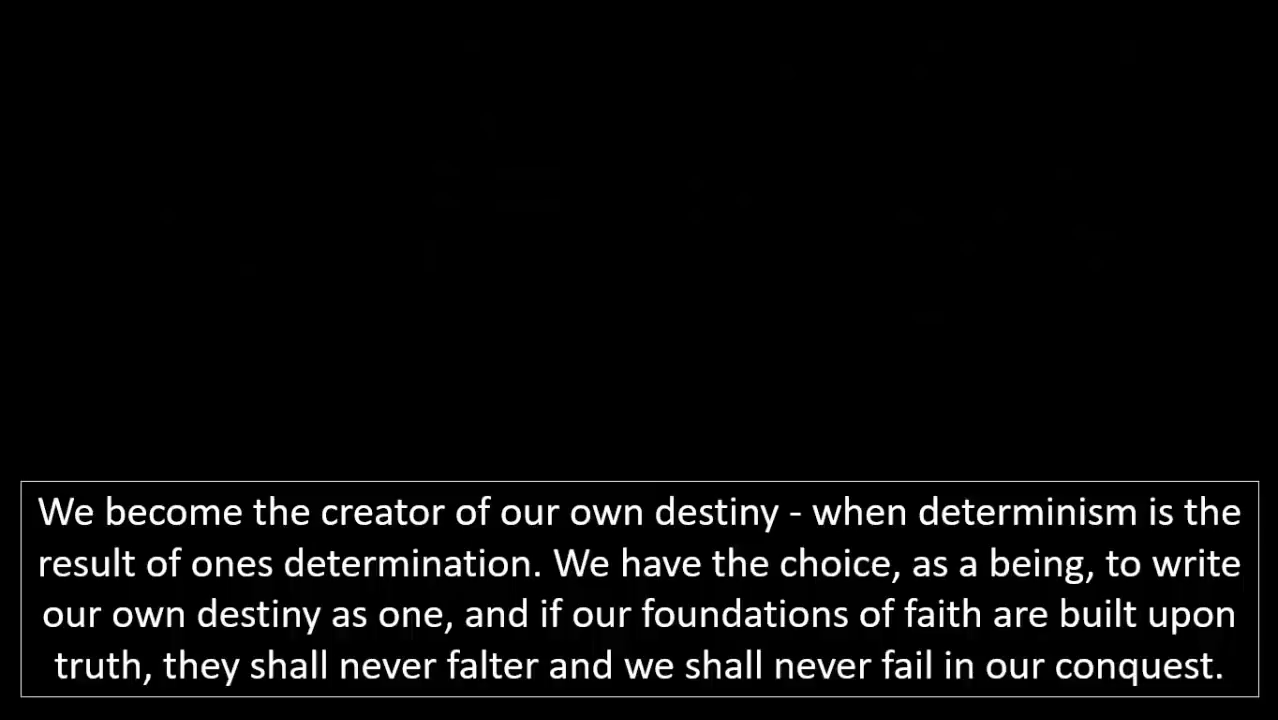 We become the creator of our own destiny - when determinism is the
result of ones determination. We have the choice, as a being, to write
our own destiny as one, and if our foundations of faith are built upon
truth, they shall never falter and we shall never fail in our conquest.